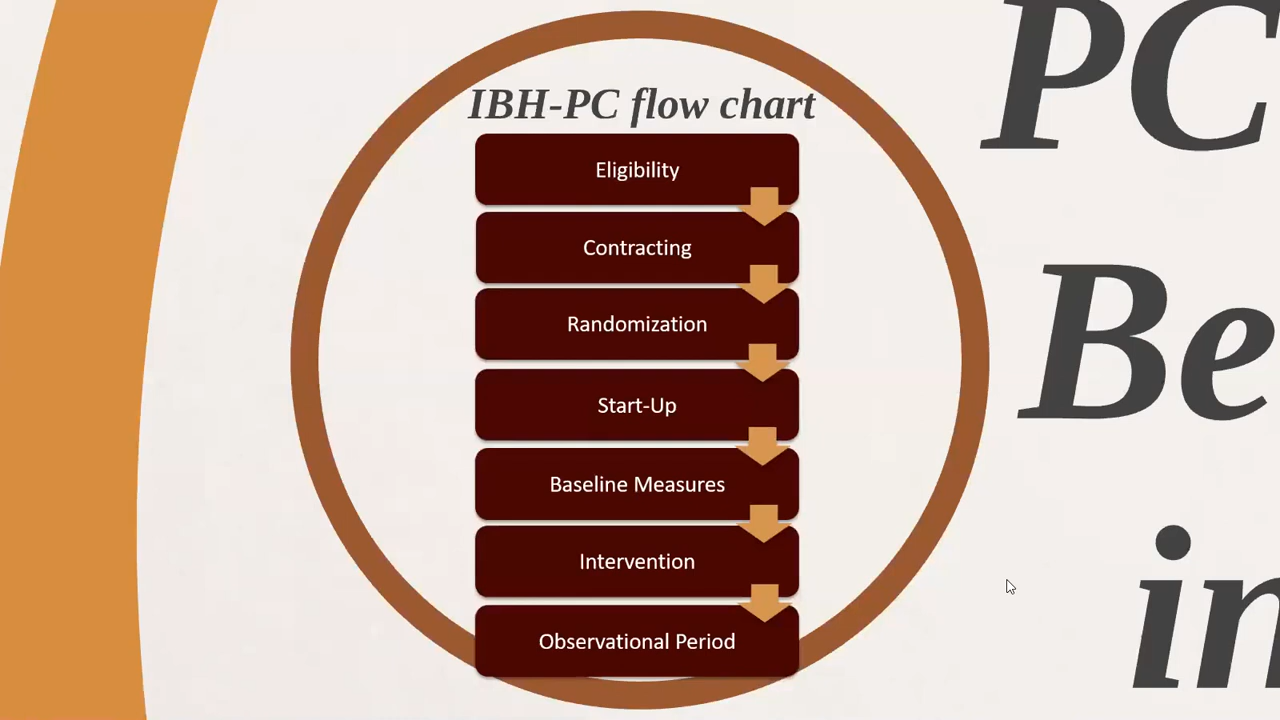 IBH-PC flow chart
Eligibility
Contracting
Randomization
Start-Up
Baseline Measures
Intervention
Observational Period
PC
Be
in